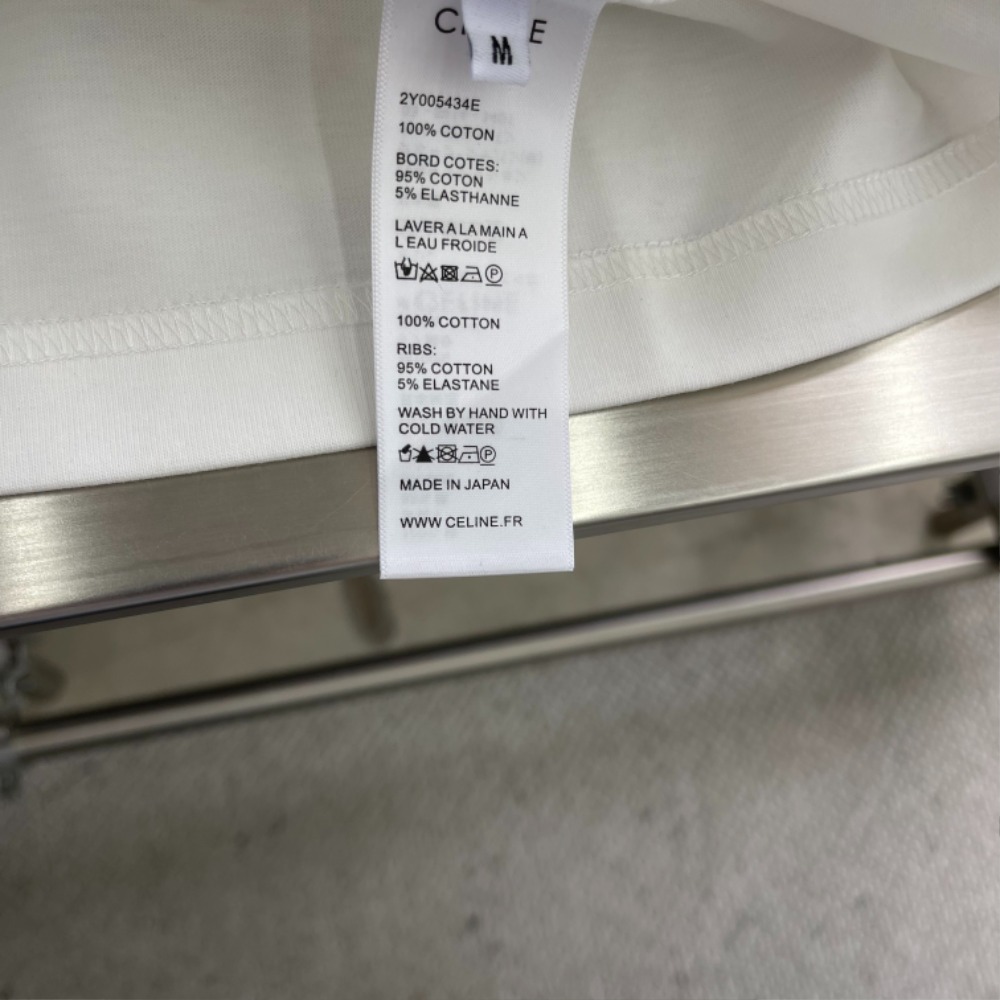 C E
M
2Y005434E
100% COTON
BORD COTES:
95% COTON
5% ELASTHANNE
LAVER A LA MAIN A
L EAU FROIDE
P
100% COTTON
RIBS:
95% COTTON
5% ELASTANE
WASH BY HAND WITH
COLD WATER
P
MADE IN JAPAN
WWW CELINE.FR